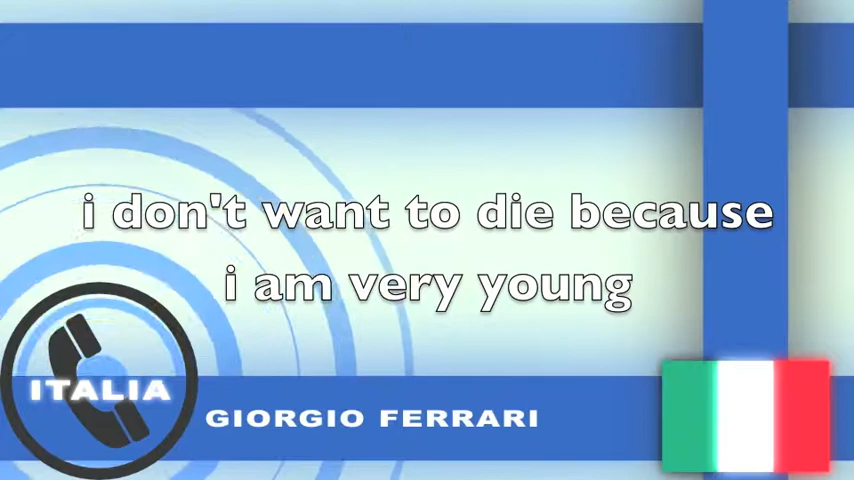 i don't want to die because
i am very young
ITALIA
GIORGIO FERRARI